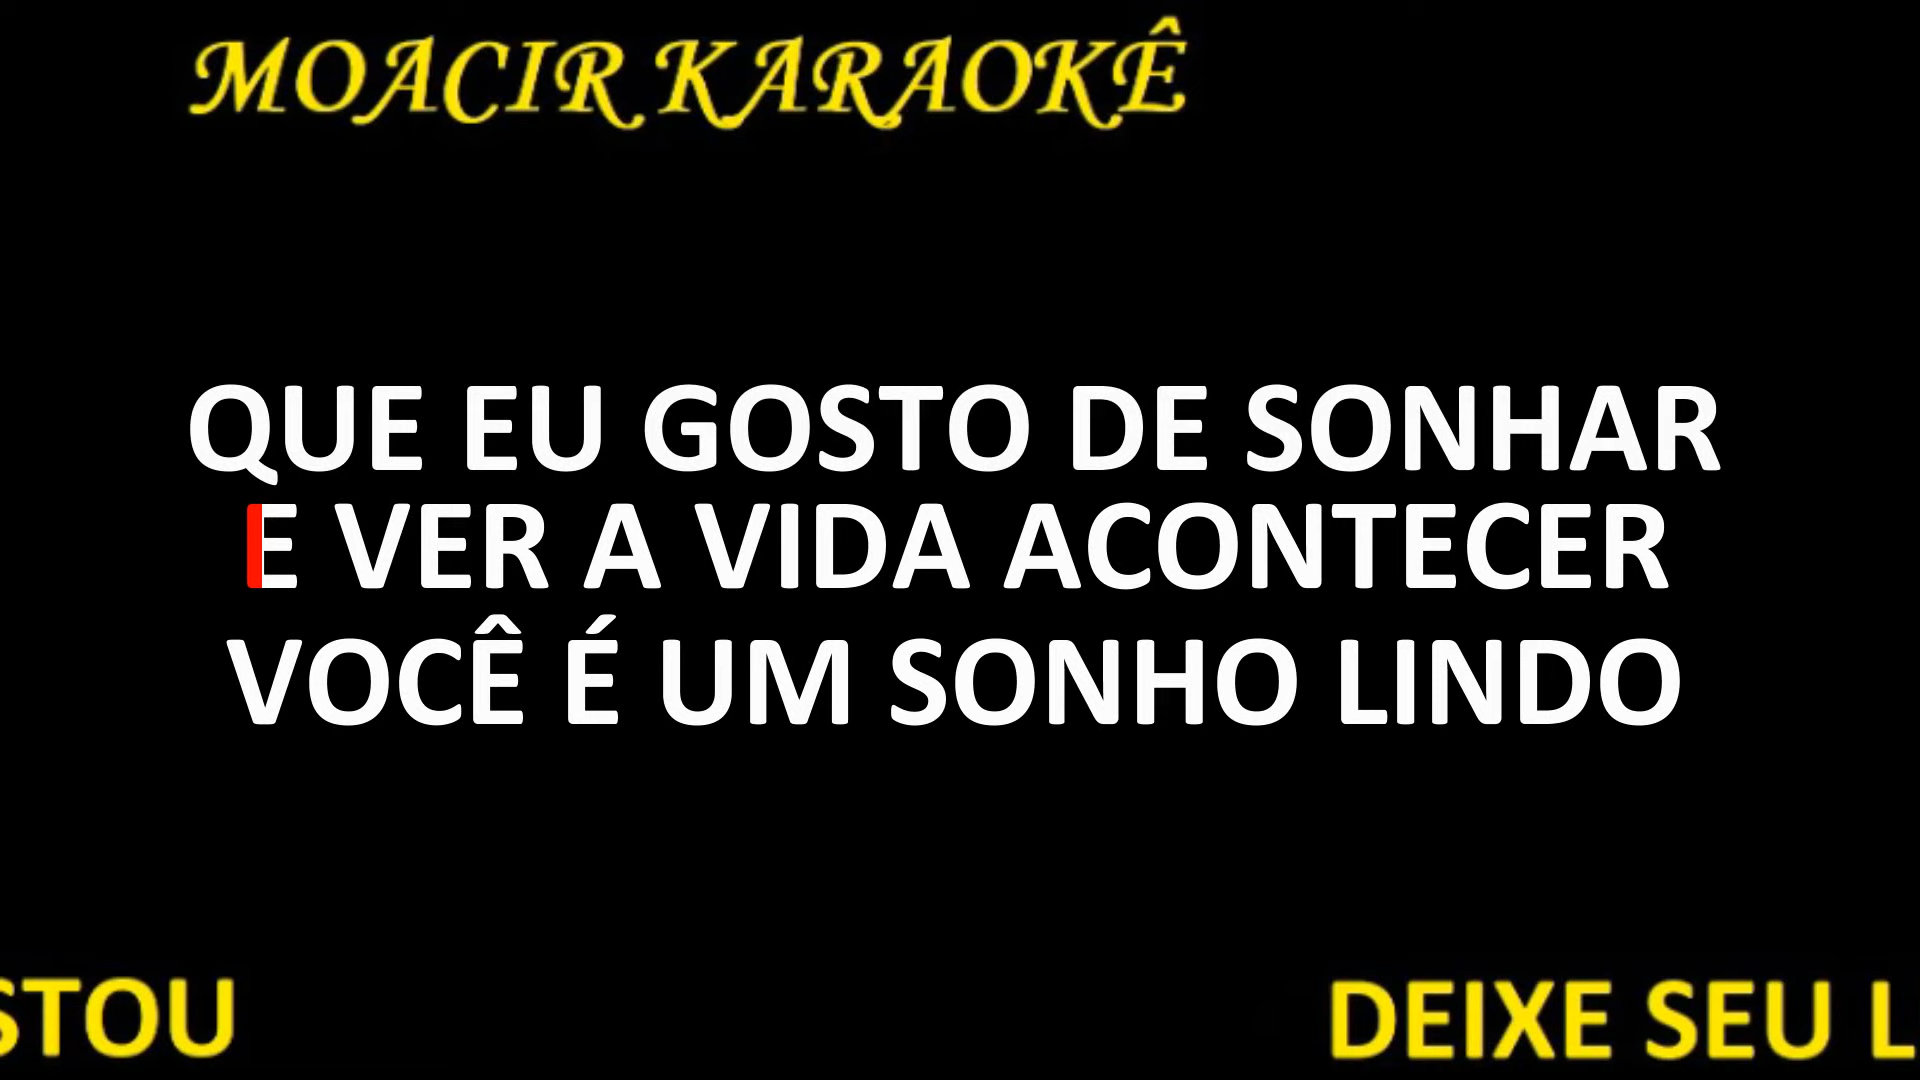 MOACIR KARAOKÊ
QUE EU GOSTO DE SONHAR
E VER A VIDA ACONTECER
VOCÊ É UM SONHO LINDO
STOU DEIXE SEU L